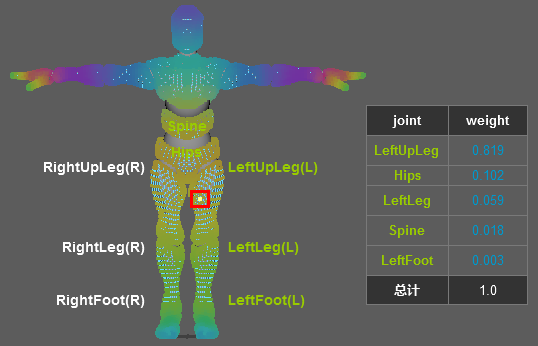 Spine
Hips
RightUpLeg(R) LeftUpLeg(L)
RightLeg(R) LeftLeg(L)
RightFoot(R) LeftFoot(L)
joint weight
LeftUpLeg 0.819
Hips 0.102
LeftLeg 0.059
Spine 0.018
LeftFoot 0.003
总计 1.0